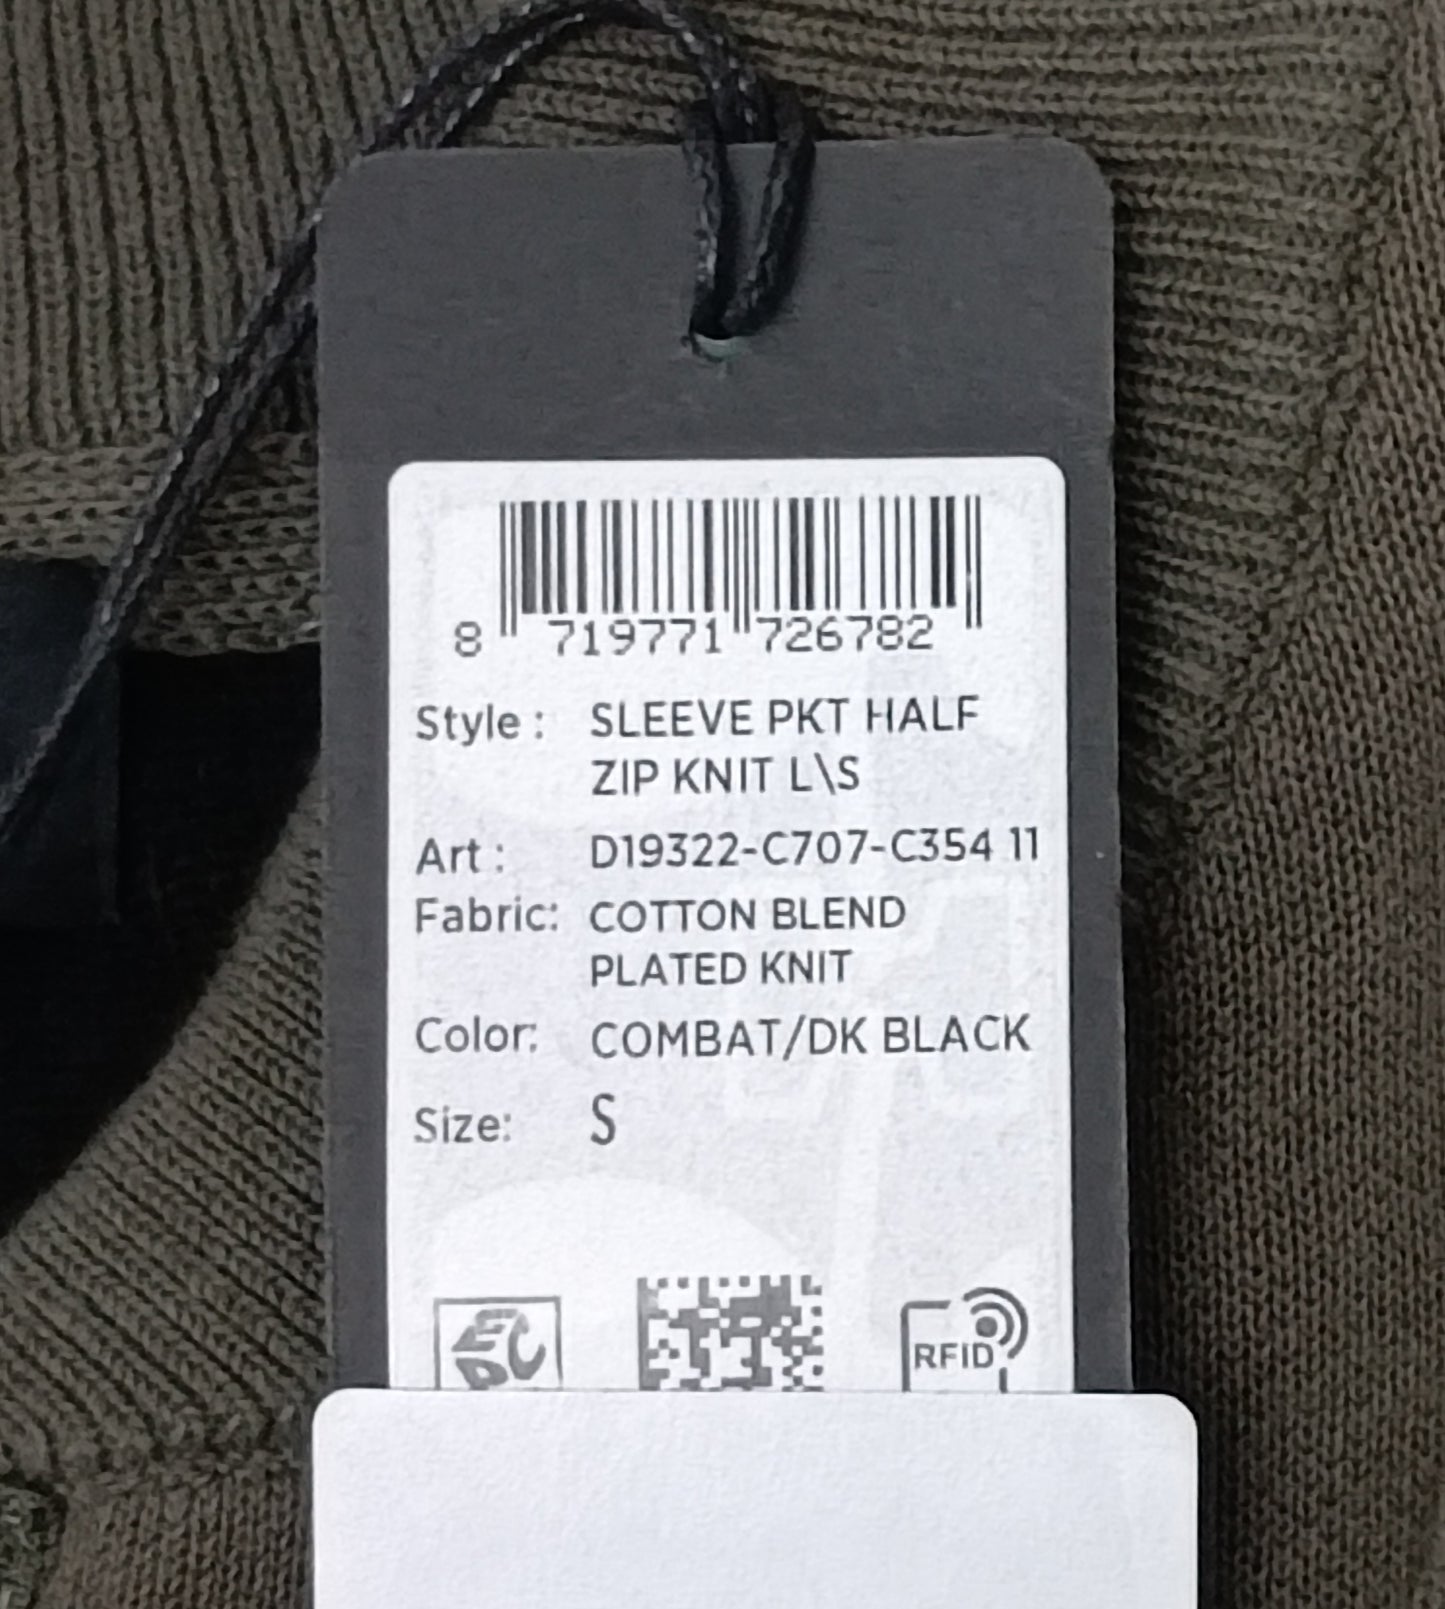 8 719771 726782
Style : SLEEVE PKT HALF
ZIP KNIT L\S
Art : D19322-C707-C354 11
Fabric: COTTON BLEND
PLATED KNIT
Color: COMBAT/DK BLACK
Size: S
RFID